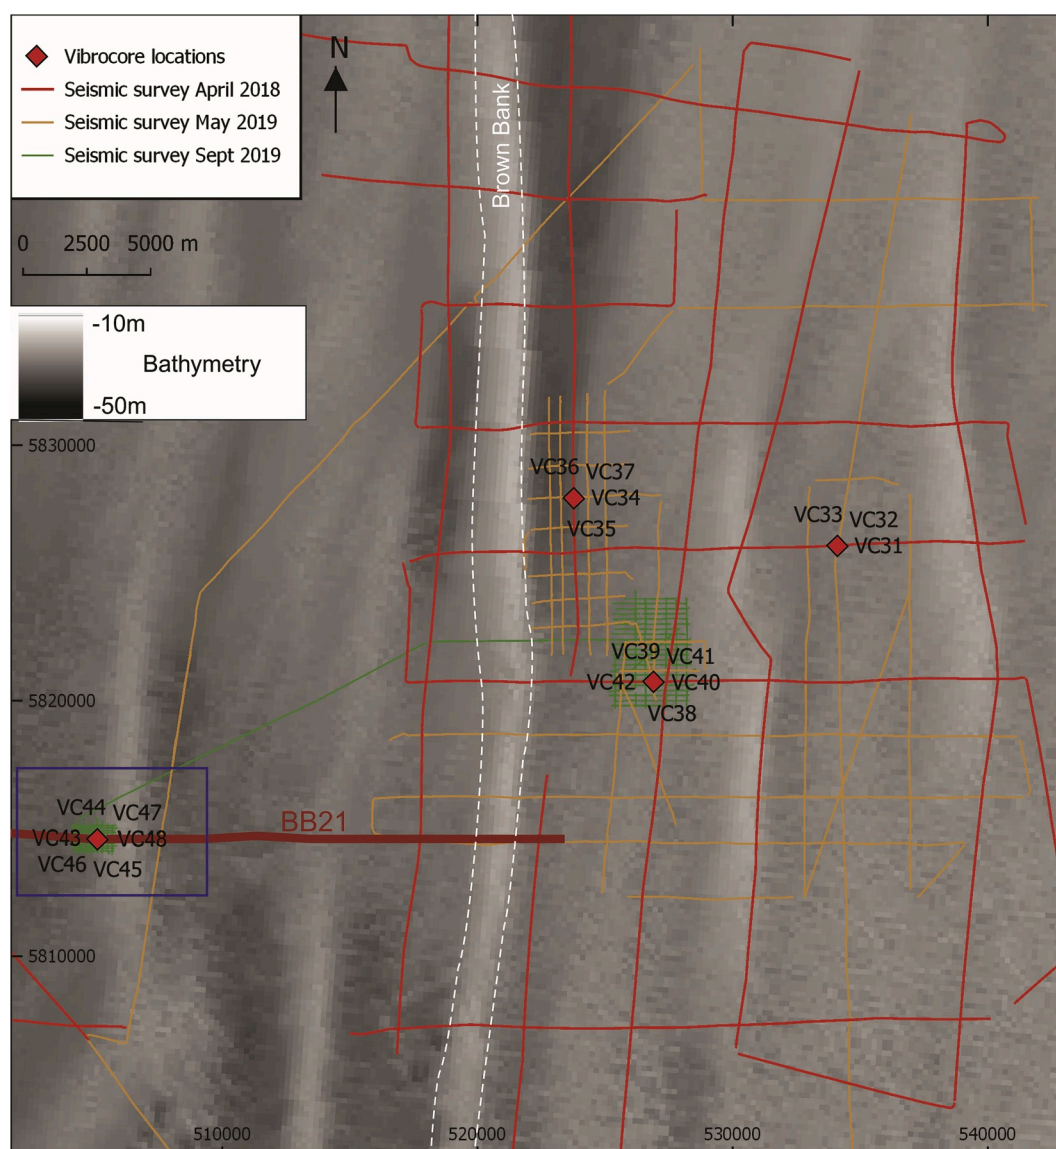 Vibrocore locations
Seismic survey April 2018
Seismic survey May 2019
Seismic survey Sept 2019
N
Brown Bank
0 2500 5000 m
-10m
Bathymetry
-50m
5830000
VC36 VC37
VC34
VC35
VC33 VC32
VC31
VC39 VC41
VC42 VC40
VC38
5820000
VC44 VC47
BB21
VC43 VC48
VC46 VC45
5810000
510000 520000 530000 540000